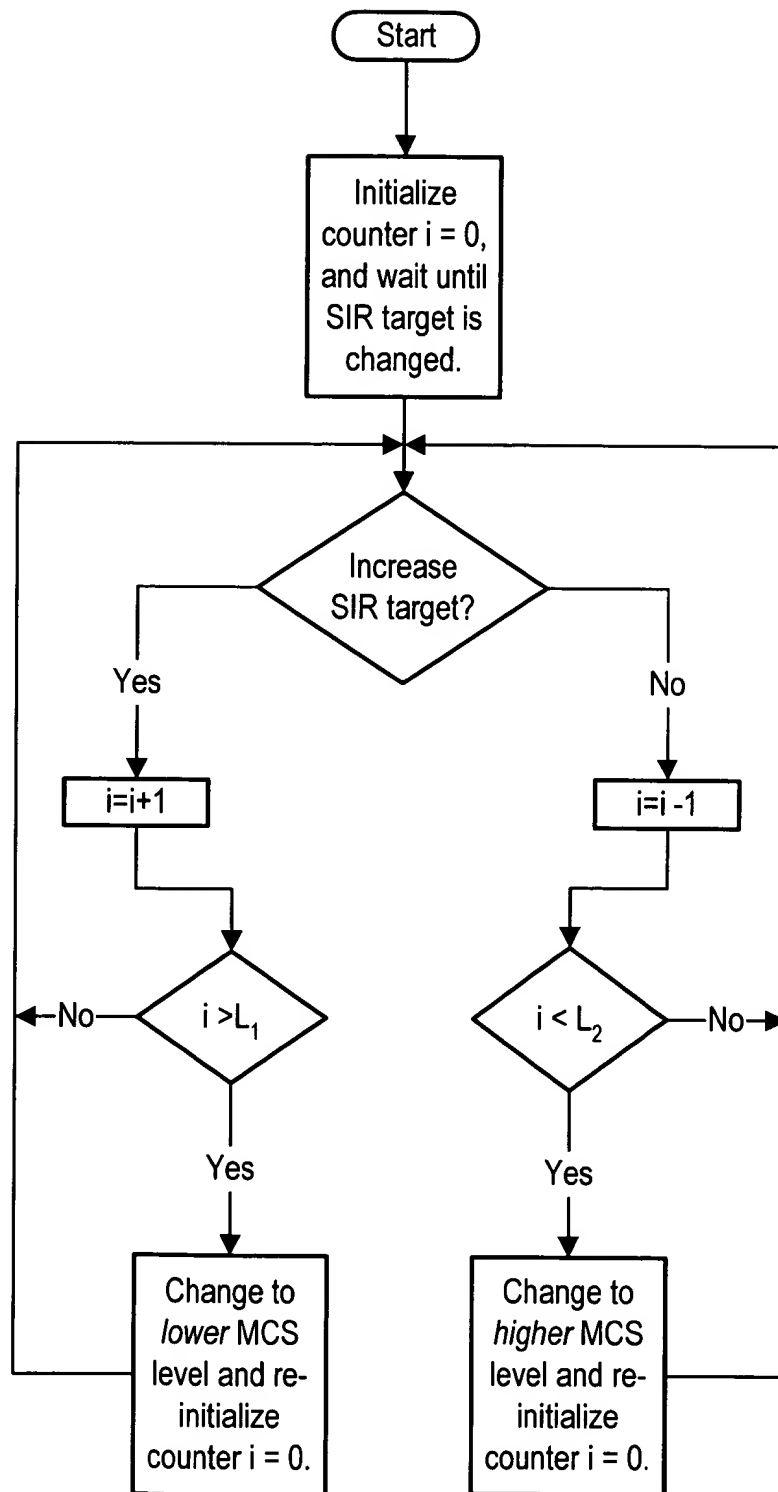 Start
Initialize
counter i = 0,
and wait until
SIR target is
changed.
Increase
SIR target?
Yes
No
i=i+1
i=i -1
i >L₁
i < L₂
No
No
Yes
Yes
Change to
lower MCS
level and re-
initialize
counter i = 0.
Change to
higher MCS
level and re-
initialize
counter i = 0.